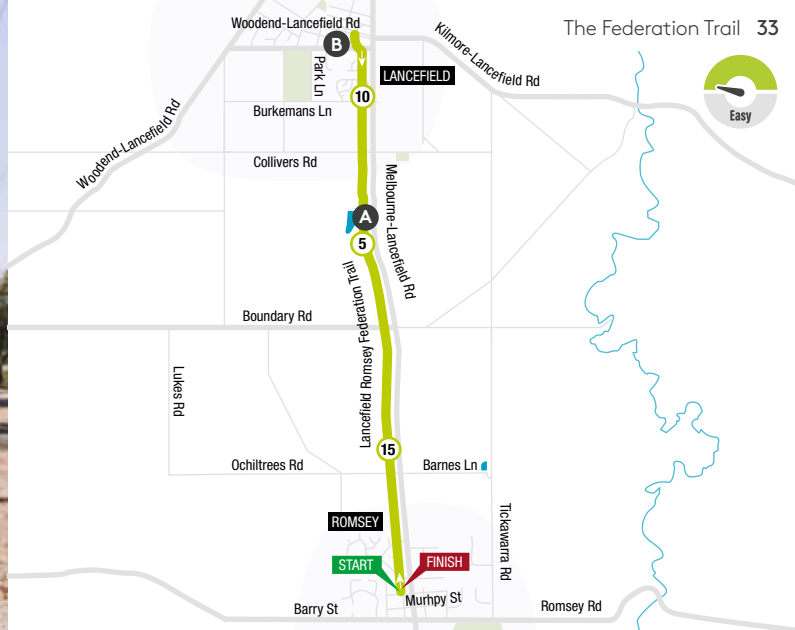 The Federation Trail 33
Woodend-Lancefield Rd
Kilmore-Lancefield Rd
B
Easy
LANCEFIELD
Park Ln
10
Burkemans Ln
Woodend-Lancefield Rd
Collivers Rd
Melbourne-Lancefield Rd
A
5
Lancefield Romsey Federation Trail
Boundary Rd
Lukes Rd
15
Ochiltrees Rd
Barnes Ln
Tickawarra Rd
ROMSEY
START
FINISH
Murhpy St
Barry St
Romsey Rd